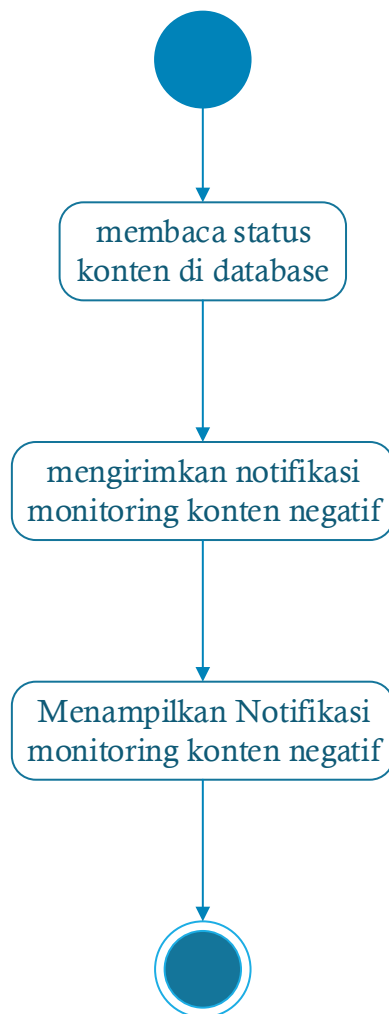 membaca status
konten di database
mengirimkan notifikasi
monitoring konten negatif
Menampilkan Notifikasi
monitoring konten negatif